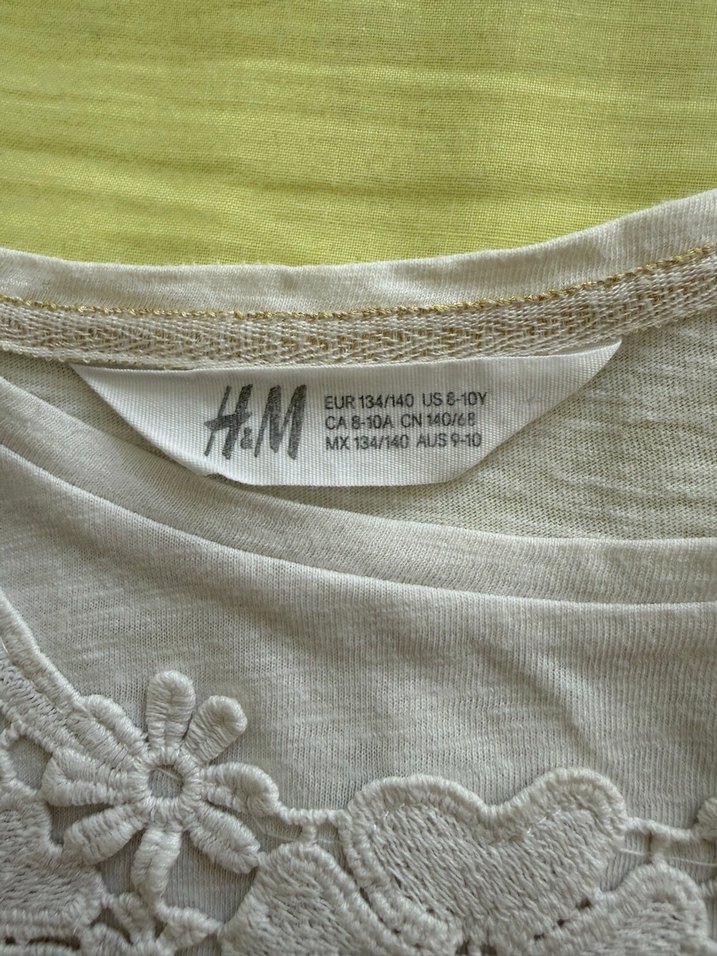 H&M
EUR 134/140 US 8-10Y
CA 8-10A CN 140/68
MX 134/140 AUS 9-10